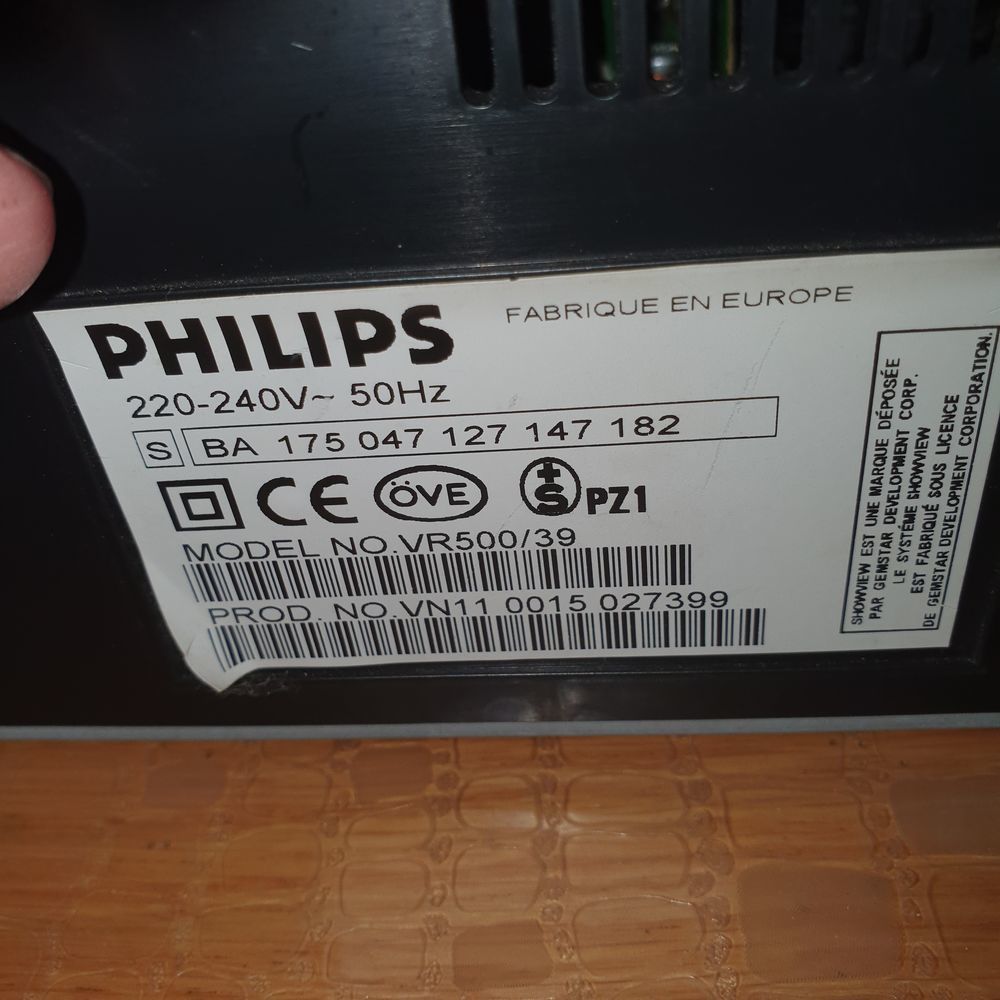 PHILIPS
FABRIQUE EN EUROPE
220-240V~ 50Hz
S BA 175 047 127 147 182
CE ÖVE +S PZ1
MODEL NO.VR500/39
PROD. NO.VN11 0015 027399
SHOWVIEW EST UNE MARQUE DÉPOSÉE
PAR GEMSTAR DEVELOPMENT CORP.
LE SYSTÉME SHOWVIEW
EST FABRIQUÉ SOUS LICENCE
DE GEMSTAR DEVELOPMENT CORPORATION.